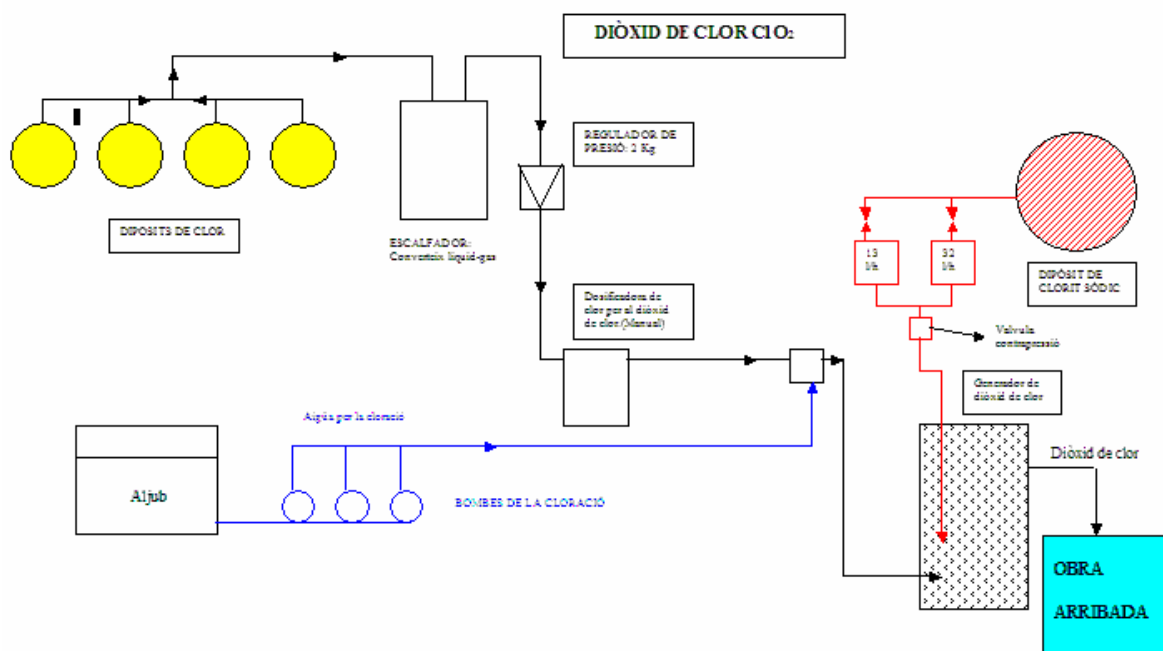 DIÒXID DE CLOR ClO₂
REGULADOR DE
PRESIÓ: 2 Kg
DIPOSITS DE CLOR
ESCALFADOR:
Converteix líquid-gas
13
l/h
32
l/h
DIPÒSIT DE
CLORIT SÒDIC
Dosificadora de
clor per al diòxid
de clor.(Manual)
Valvula
contrapressió
Generador de
diòxid de clor
Aigüa per la cloració
Diòxid de clor
Aljub
BOMBES DE LA CLORACIÓ
OBRA
ARRIBADA